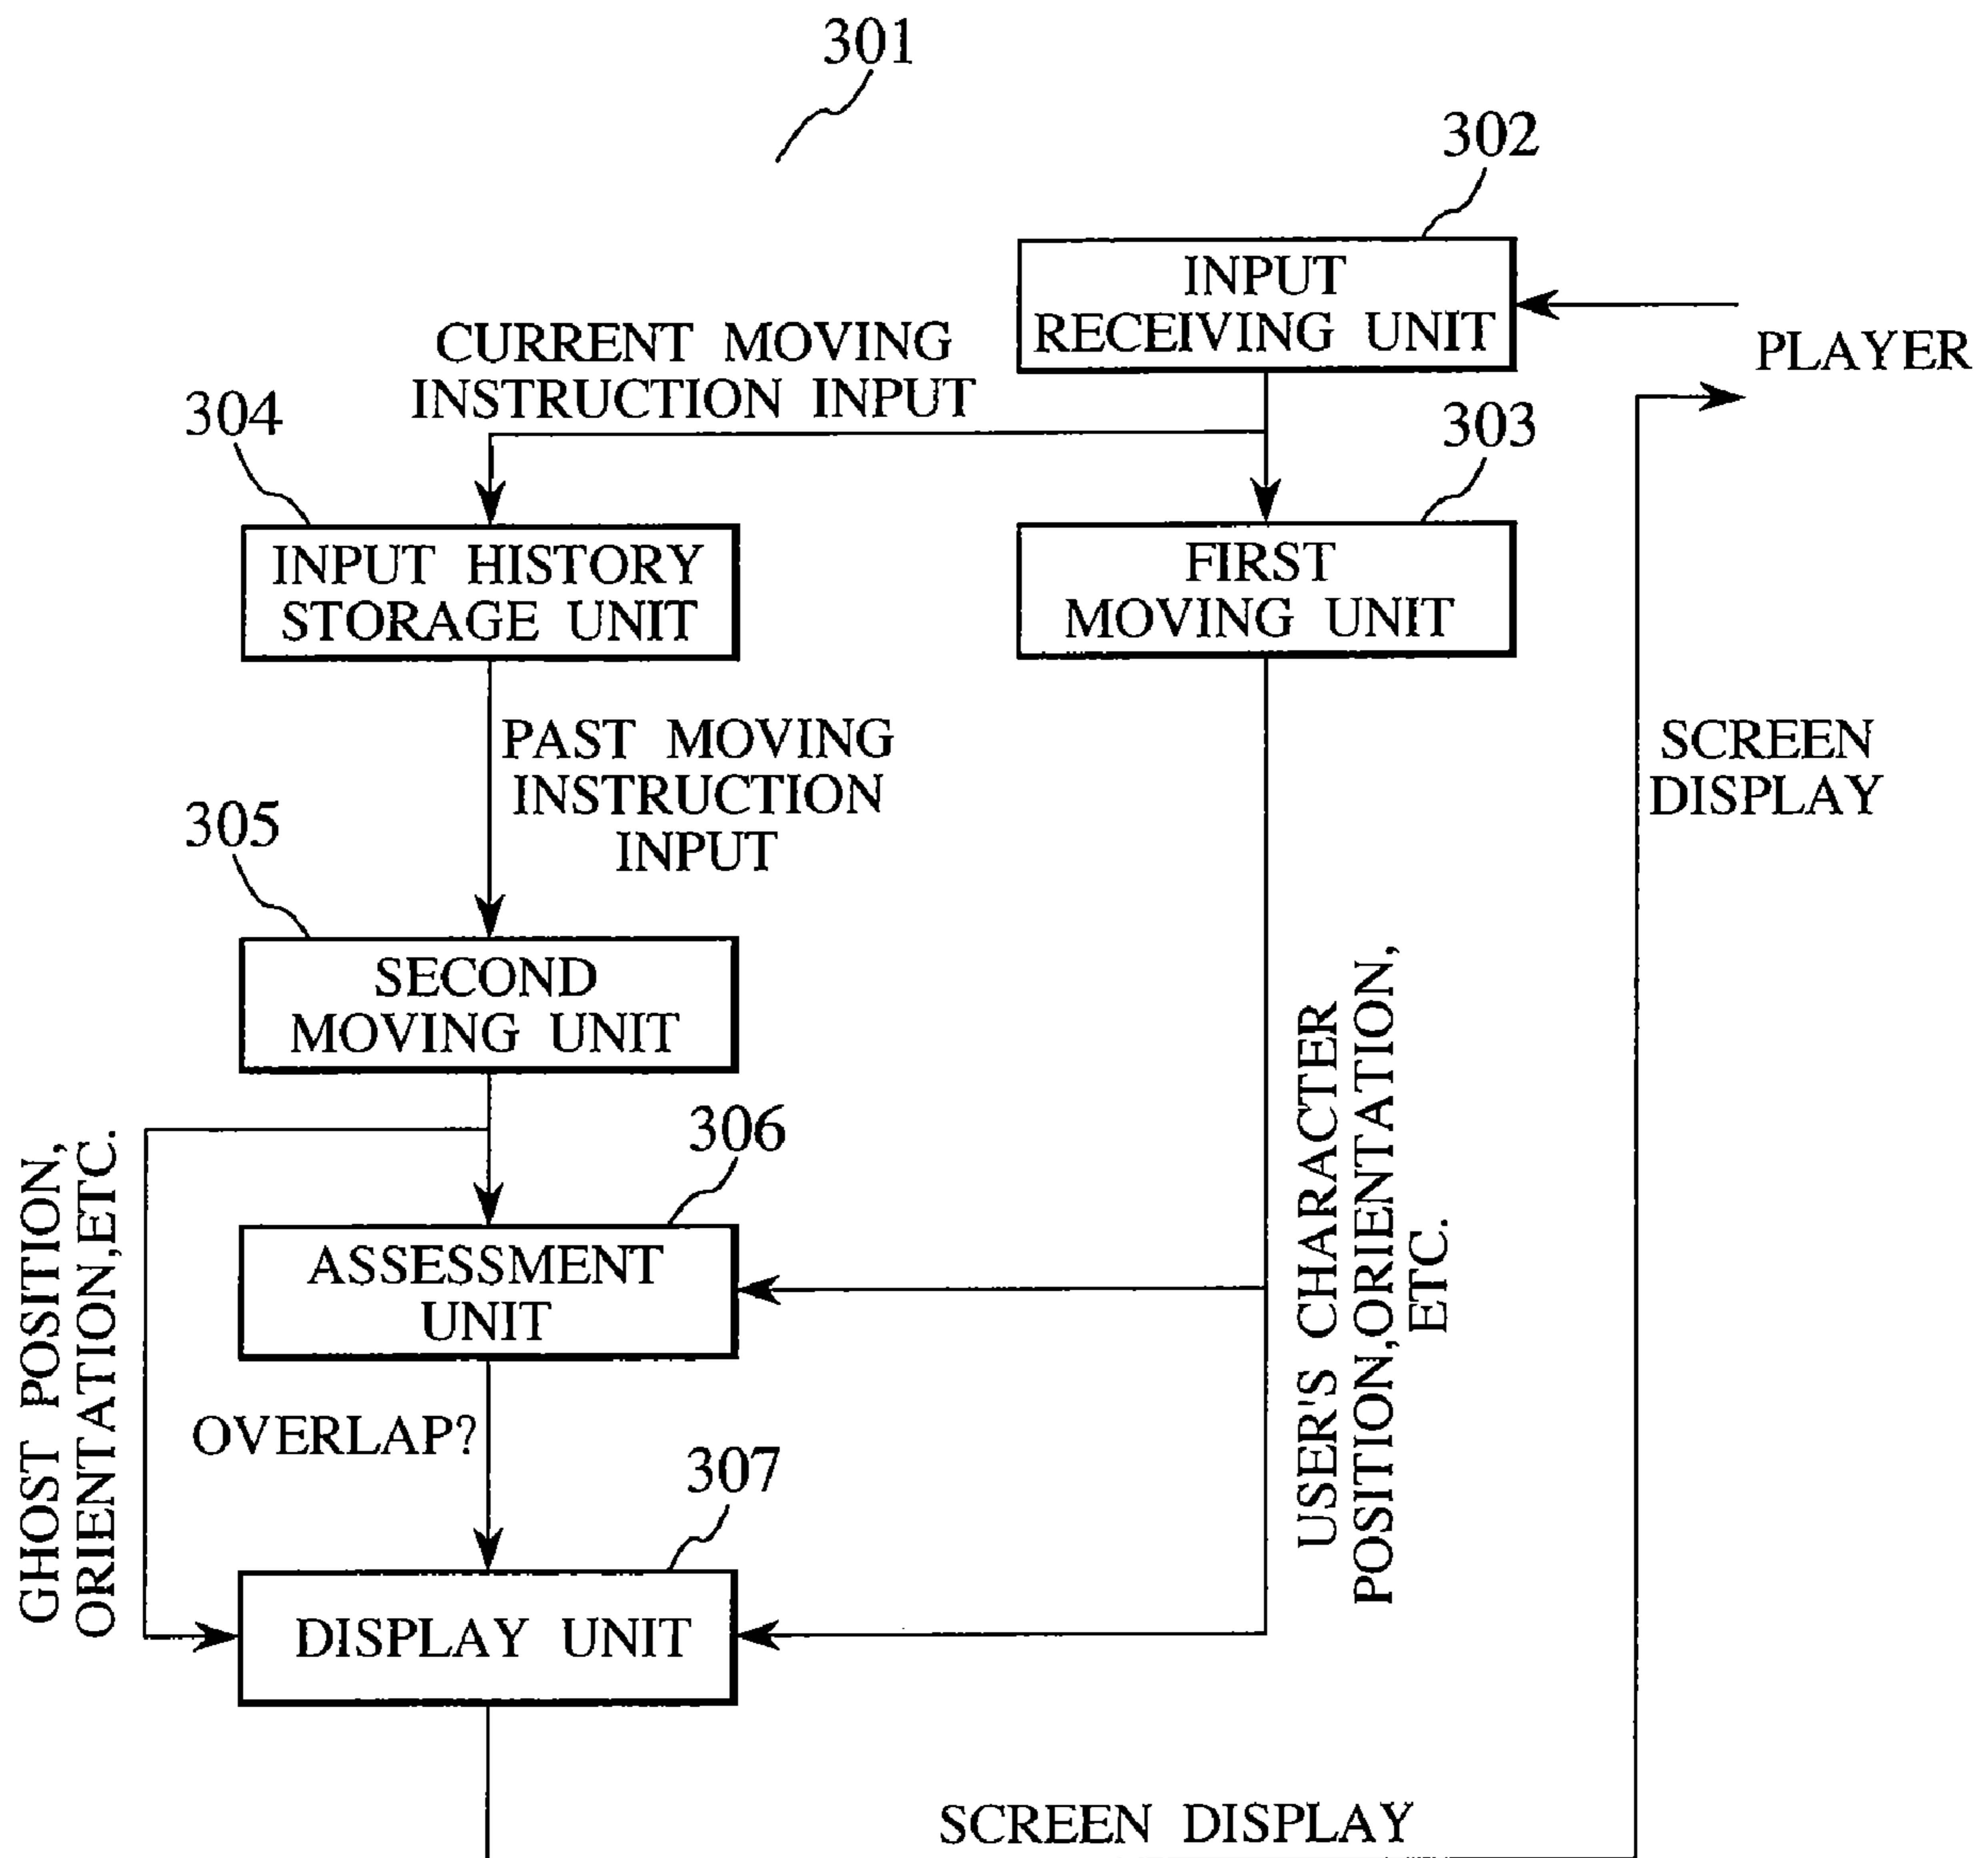 301
302
INPUT
RECEIVING UNIT
PLAYER
CURRENT MOVING
INSTRUCTION INPUT
304
303
INPUT HISTORY
STORAGE UNIT
FIRST
MOVING UNIT
PAST MOVING
INSTRUCTION
INPUT
SCREEN
DISPLAY
305
SECOND
MOVING UNIT
USER'S CHARACTER
POSITION,ORIENTATION,
ETC.
GHOST POSITION,
ORIENTATION,ETC.
306
ASSESSMENT
UNIT
OVERLAP?
307
DISPLAY UNIT
SCREEN DISPLAY